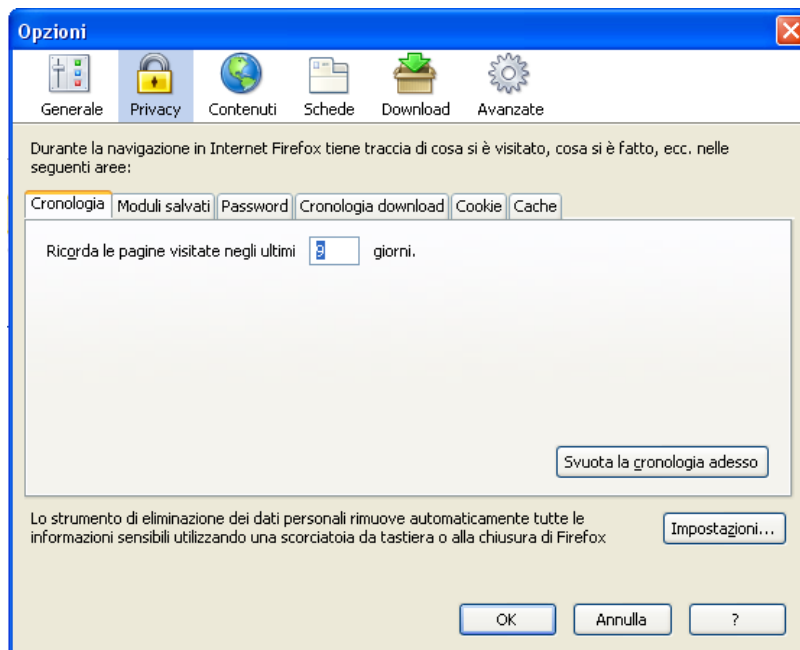 Opzioni
Generale Privacy Contenuti Schede Download Avanzate
Durante la navigazione in Internet Firefox tiene traccia di cosa si è visitato, cosa si è fatto, ecc. nelle
seguenti aree:
Cronologia Moduli salvati Password Cronologia download Cookie Cache
Ricorda le pagine visitate negli ultimi 9 giorni.
Svuota la cronologia adesso
Lo strumento di eliminazione dei dati personali rimuove automaticamente tutte le
informazioni sensibili utilizzando una scorciatoia da tastiera o alla chiusura di Firefox
Impostazioni...
OK Annulla ?